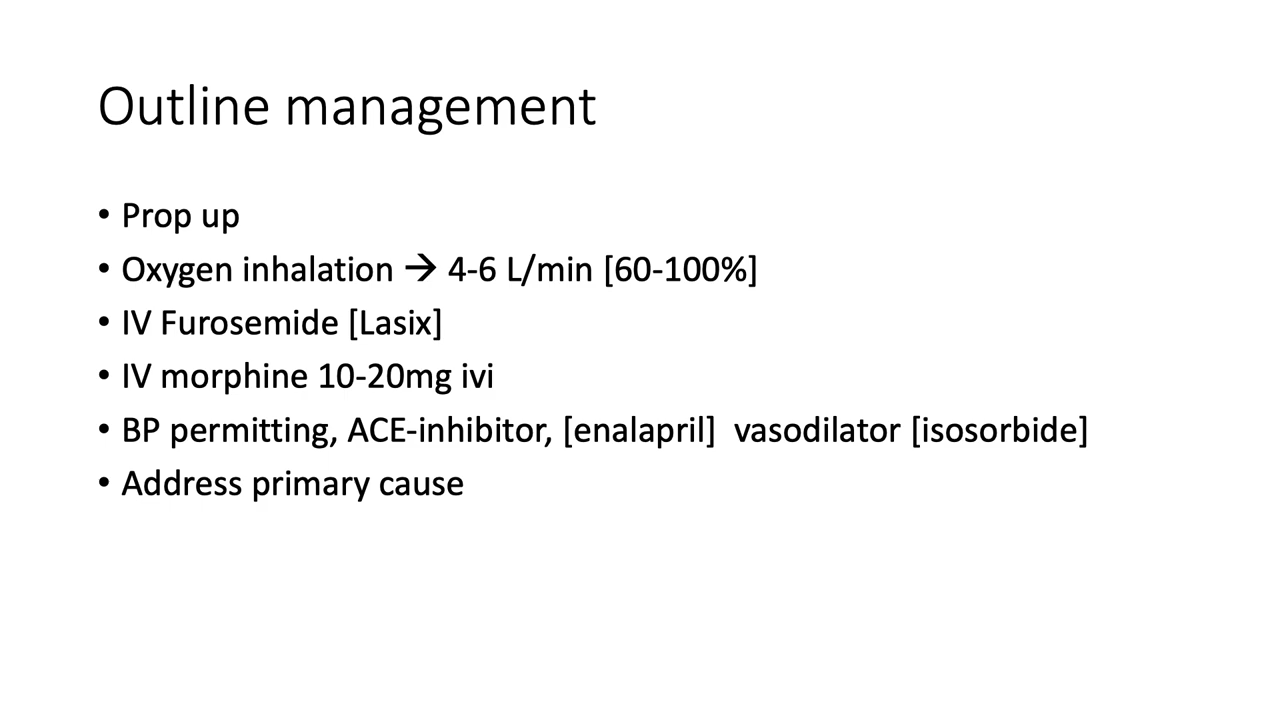 Outline management
• Prop up
• Oxygen inhalation → 4-6 L/min [60-100%]
• IV Furosemide [Lasix]
• IV morphine 10-20mg ivi
• BP permitting, ACE-inhibitor, [enalapril]  vasodilator [isosorbide]
• Address primary cause